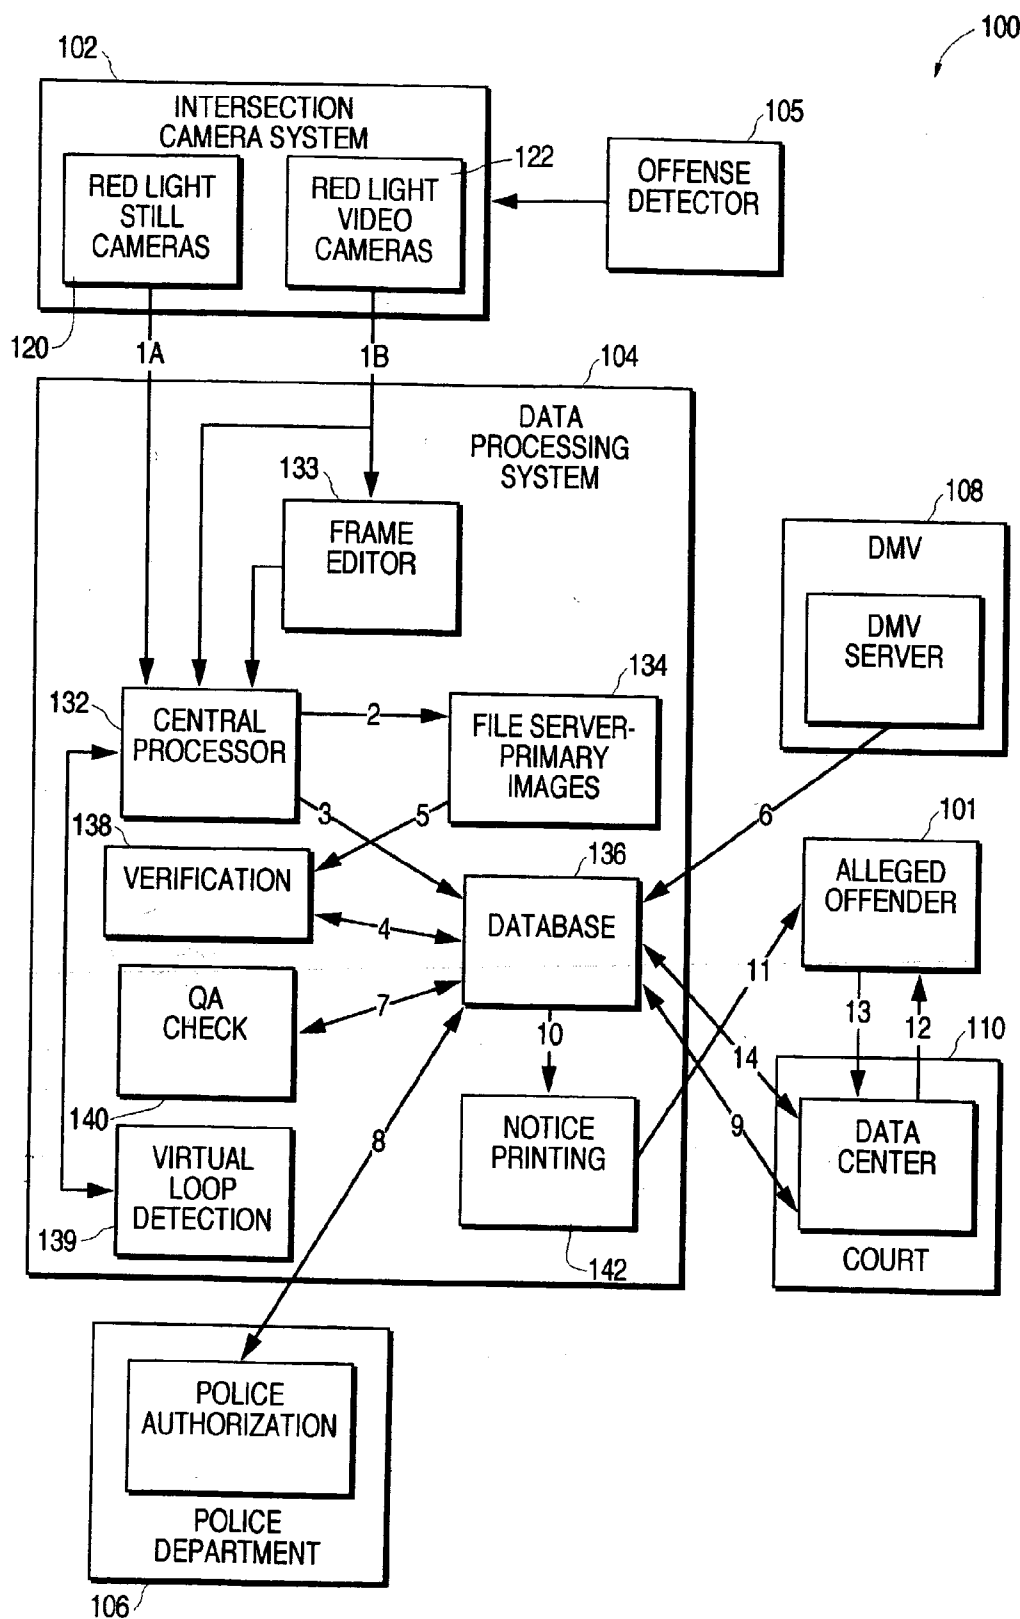 100
102
INTERSECTION
CAMERA SYSTEM
RED LIGHT
STILL
CAMERAS
120
122
RED LIGHT
VIDEO
CAMERAS
105
OFFENSE
DETECTOR
1A
1B
104
DATA
PROCESSING
SYSTEM
133
FRAME
EDITOR
108
DMV
DMV
SERVER
132
CENTRAL
PROCESSOR
2
134
FILE SERVER-
PRIMARY
IMAGES
3
5
6
138
VERIFICATION
4
136
DATABASE
101
ALLEGED
OFFENDER
QA
CHECK
140
7
10
11
13
12
14
9
8
110
DATA
CENTER
COURT
VIRTUAL
LOOP
DETECTION
139
NOTICE
PRINTING
142
POLICE
AUTHORIZATION
POLICE
DEPARTMENT
106